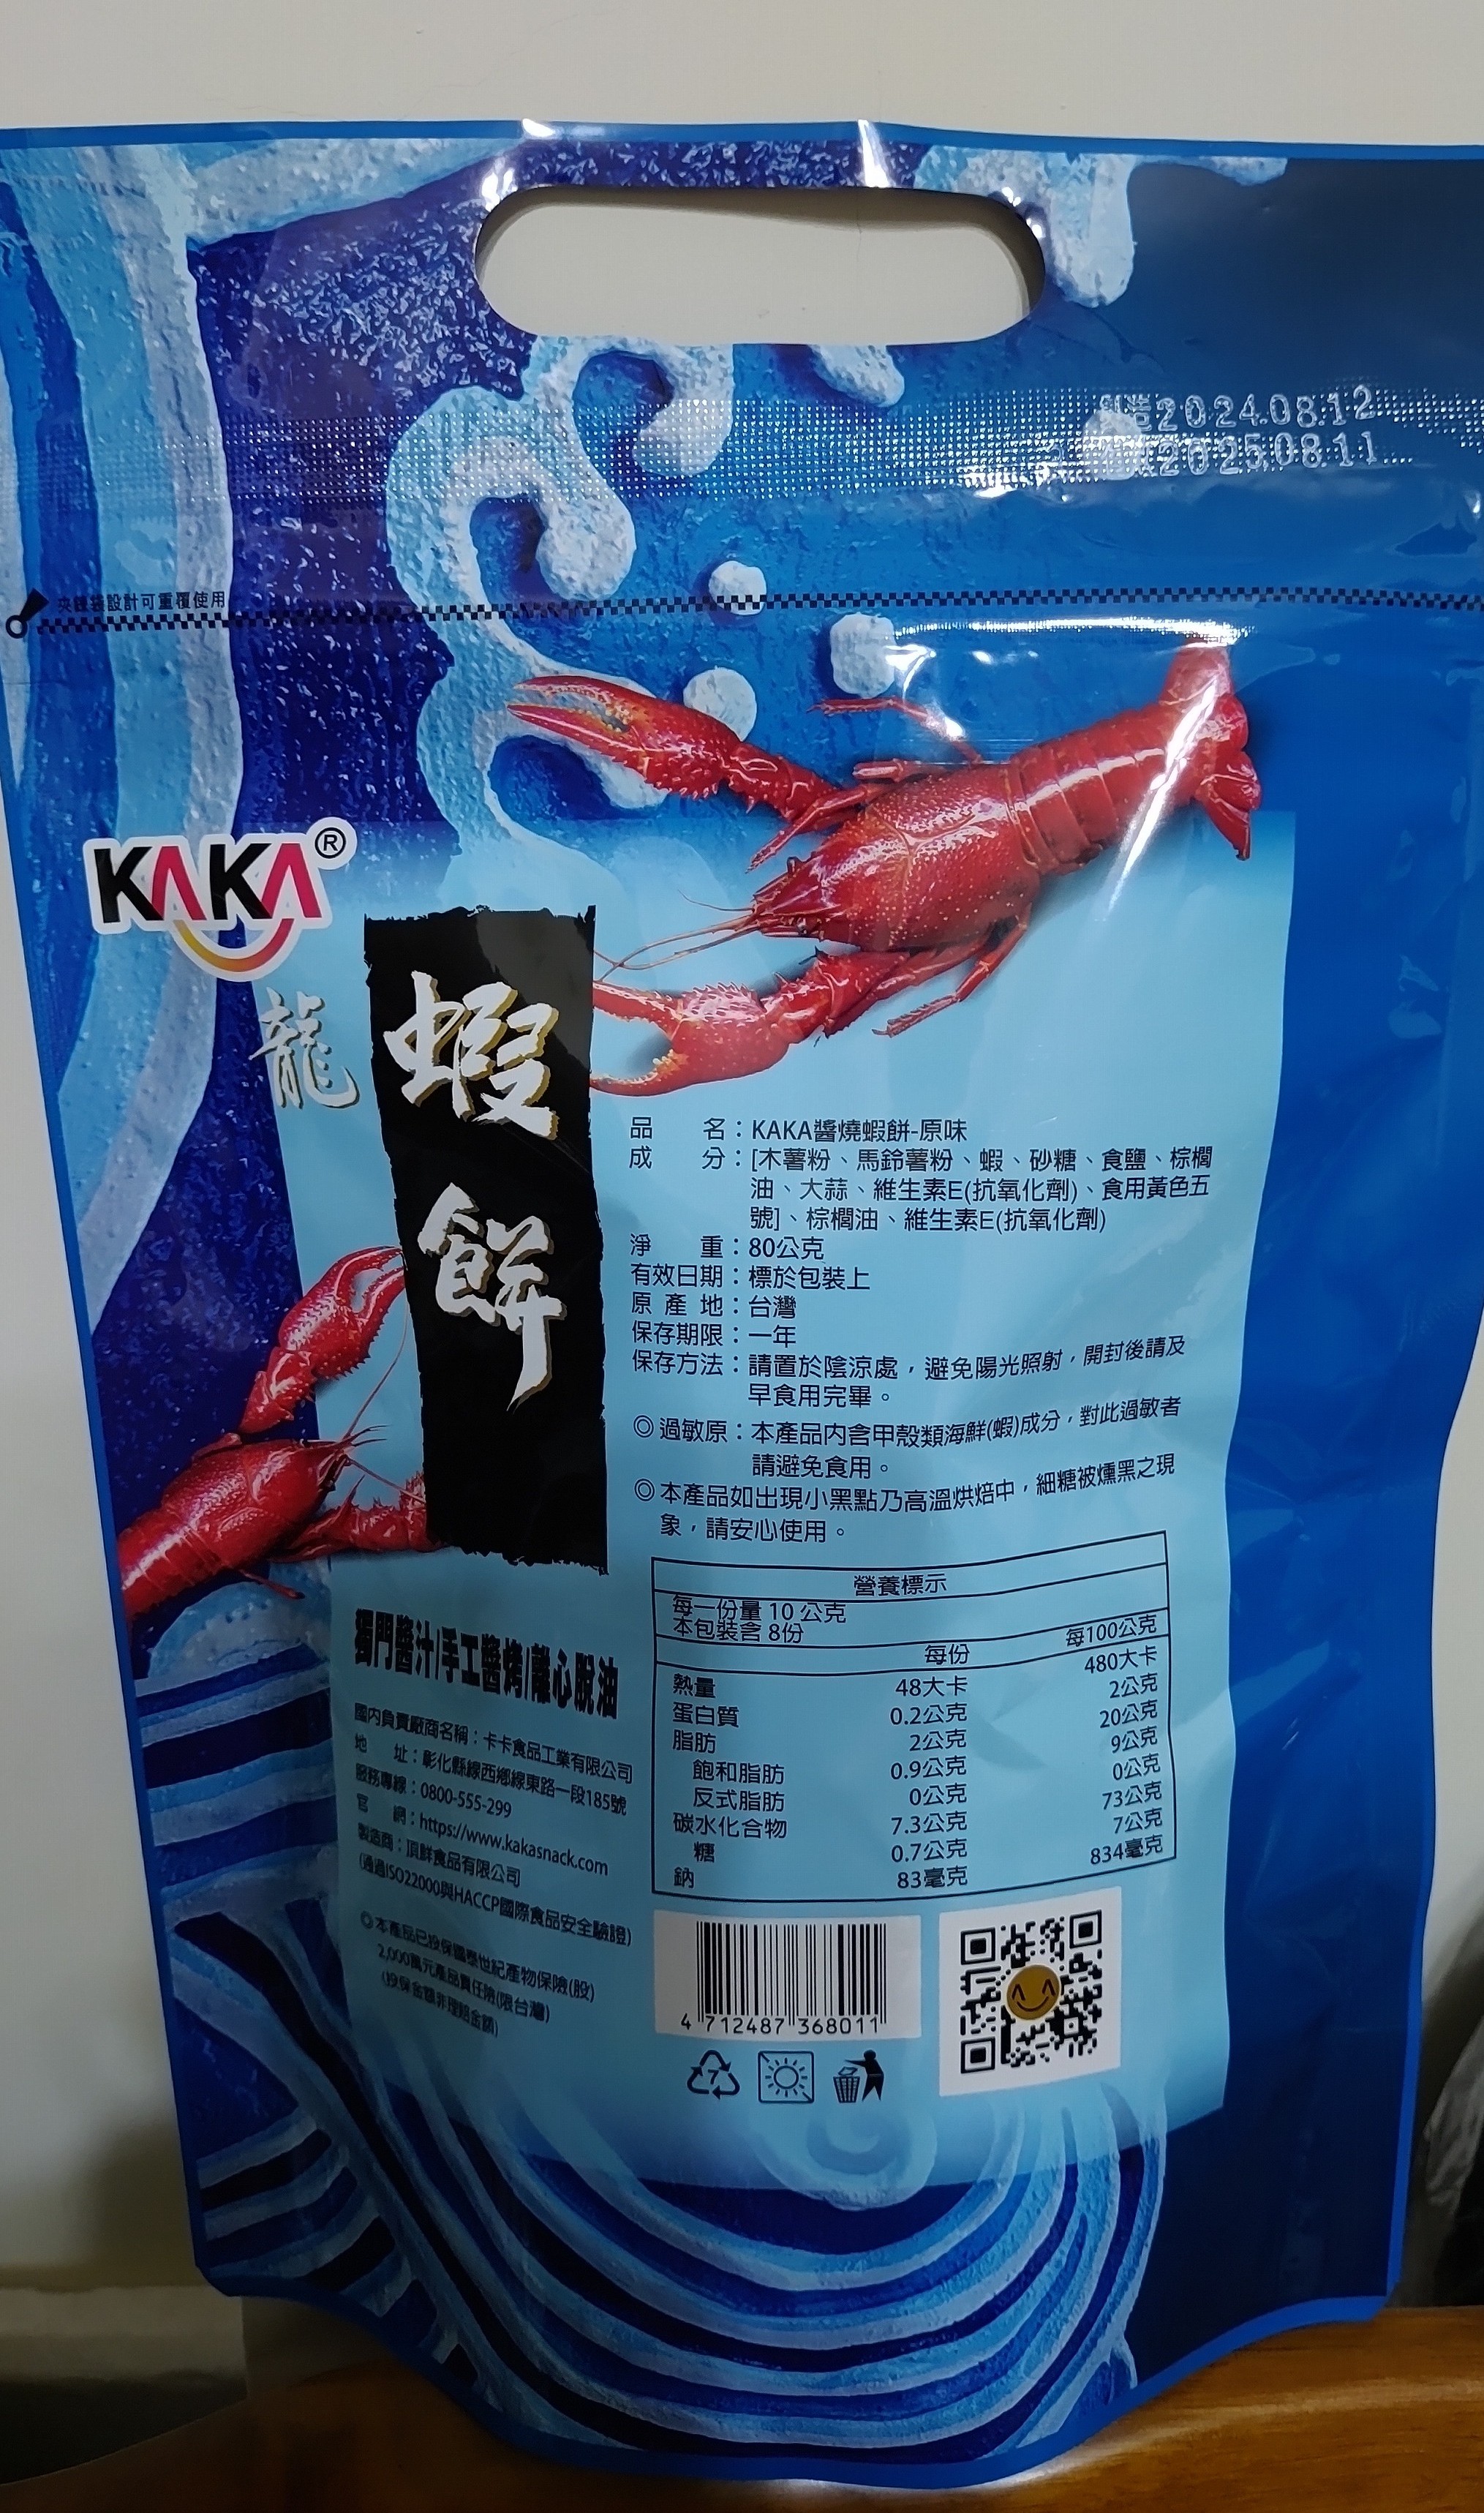 造2024.08.12
2025.08.11
夾鍊袋設計可重覆使用
KAKA®
龍
蝦
餅
品　　名：KAKA醬燒蝦餅-原味
成　　分：[木薯粉、馬鈴薯粉、蝦、砂糖、食鹽、棕櫚
油、大蒜、維生素E(抗氧化劑)、食用黃色五
號]、棕櫚油、維生素E(抗氧化劑)
淨　　重：80公克
有效日期：標於包裝上
原 產 地：台灣
保存期限：一年
保存方法：請置於陰涼處，避免陽光照射，開封後請及
早食用完畢。
◎過敏原：本產品內含甲殼類海鮮(蝦)成分，對此過敏者
請避免食用。
◎本產品如出現小黑點乃高溫烘焙中，細糖被燻黑之現
象，請安心使用。
營養標示
每一份量 10 公克
本包裝含 8份
每份 每100公克
熱量 48大卡 480大卡
蛋白質 0.2公克 2公克
脂肪 2公克 20公克
飽和脂肪 0.9公克 9公克
反式脂肪 0公克 0公克
碳水化合物 7.3公克 73公克
糖 0.7公克 7公克
鈉 83毫克 834毫克
獨門醬汁/手工醬烤/離心脫油
國內負責廠商名稱：卡卡食品工業有限公司
地　　址：彰化縣線西鄉線東路一段185號
服務專線：0800-555-299
官　　網：https://www.kakasnack.com
製造商：頂鮮食品有限公司
(通過ISO22000與HACCP國際食品安全驗證)
◎本產品已投保國泰世紀產物保險(股)
2,000萬元產品責任險(限台灣)
(投保金額非理賠金額)
4 712487 368011
7